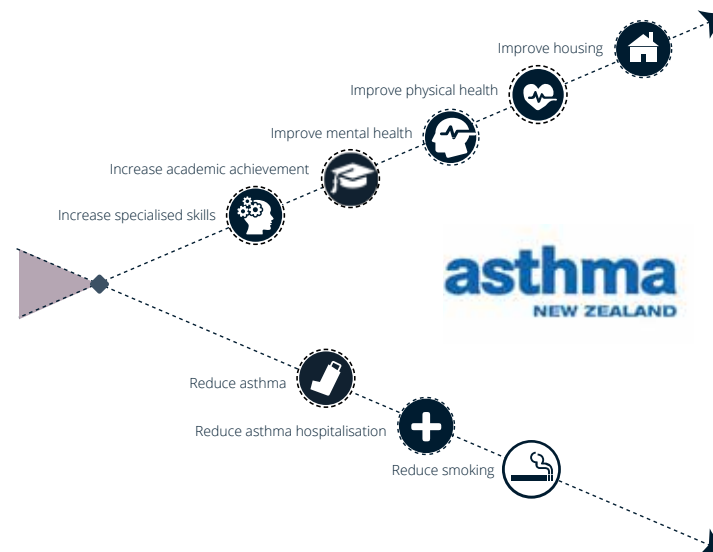 Improve housing
Improve physical health
Improve mental health
Increase academic achievement
Increase specialised skills
asthma
NEW ZEALAND
Reduce asthma
Reduce asthma hospitalisation
Reduce smoking